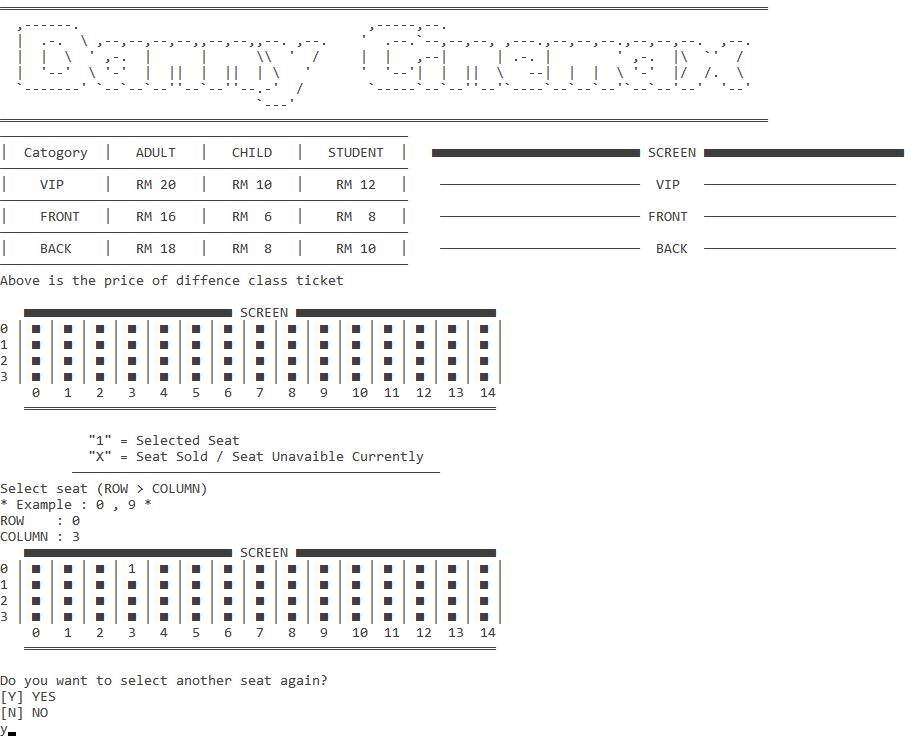 Danny Cinemax
Catogory | ADULT | CHILD | STUDENT | SCREEN
VIP | RM 20 | RM 10 | RM 12 | VIP
FRONT | RM 16 | RM 6 | RM 8 | FRONT
BACK | RM 18 | RM 8 | RM 10 | BACK
Above is the price of diffence class ticket
SCREEN
0
1
2
3
0 1 2 3 4 5 6 7 8 9 10 11 12 13 14
"1" = Selected Seat
"X" = Seat Sold / Seat Unavaible Currently
Select seat (ROW > COLUMN)
* Example : 0 , 9 *
ROW : 0
COLUMN : 3
SCREEN
0 1
1
2
3
0 1 2 3 4 5 6 7 8 9 10 11 12 13 14
Do you want to select another seat again?
[Y] YES
[N] NO
y